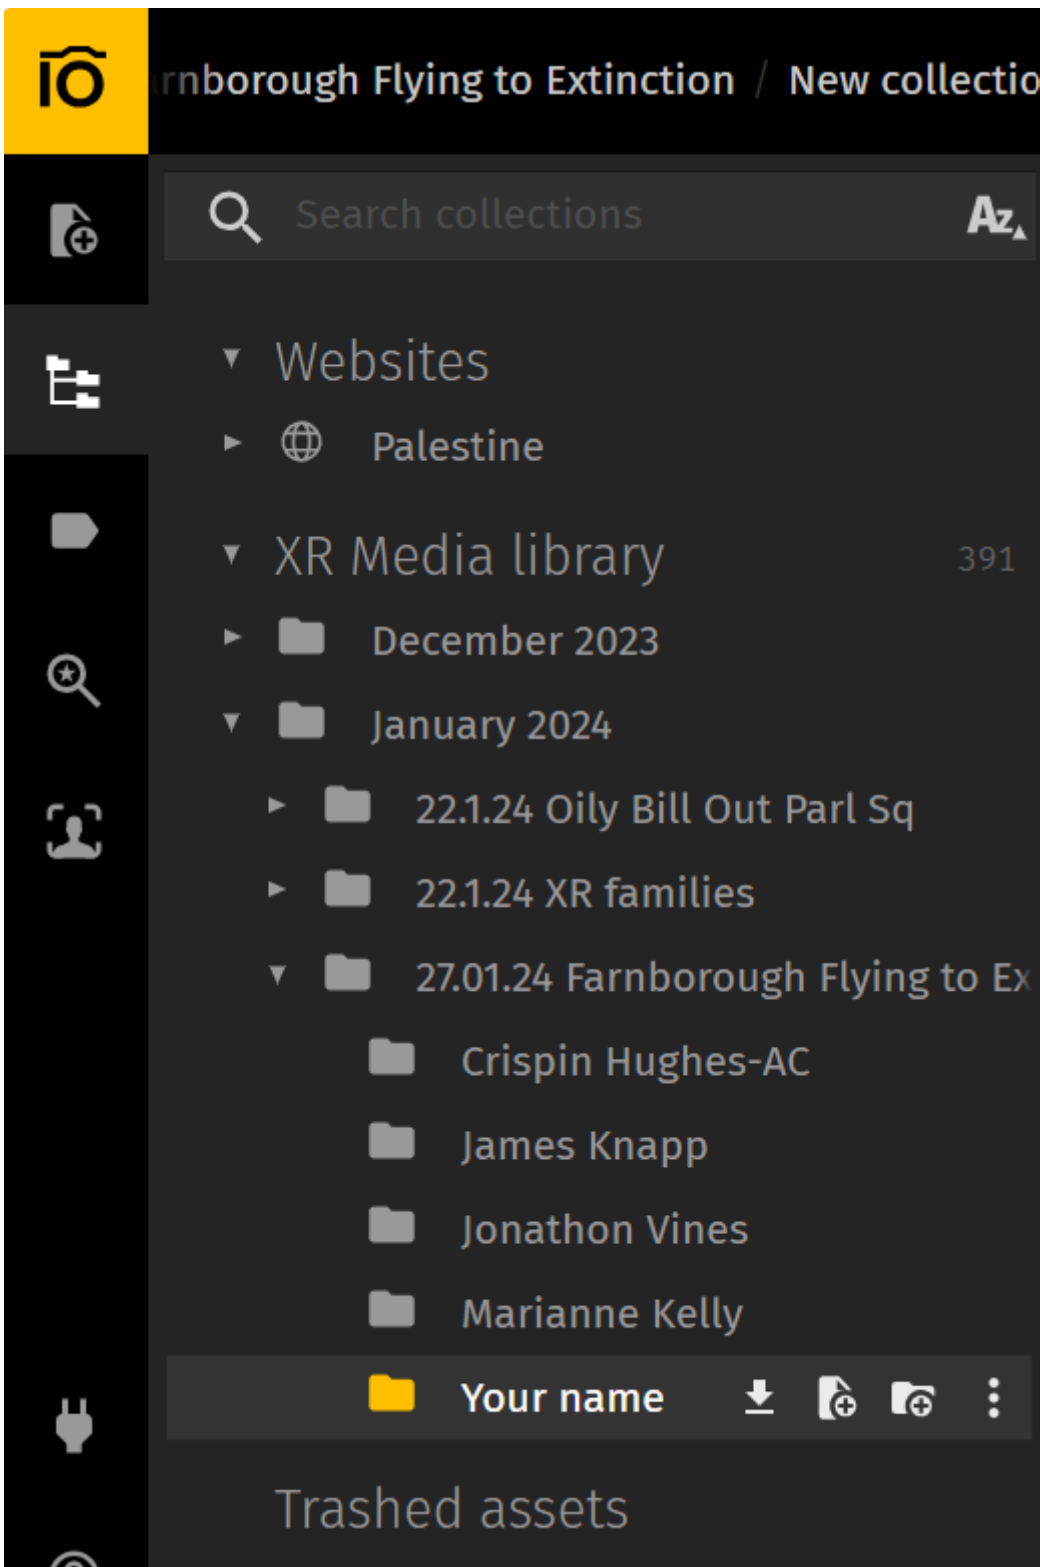 rnborough Flying to Extinction / New collectio
Search collections
Az
Websites
Palestine
XR Media library 391
December 2023
January 2024
22.1.24 Oily Bill Out Parl Sq
22.1.24 XR families
27.01.24 Farnborough Flying to Ex
Crispin Hughes-AC
James Knapp
Jonathon Vines
Marianne Kelly
Your name
Trashed assets